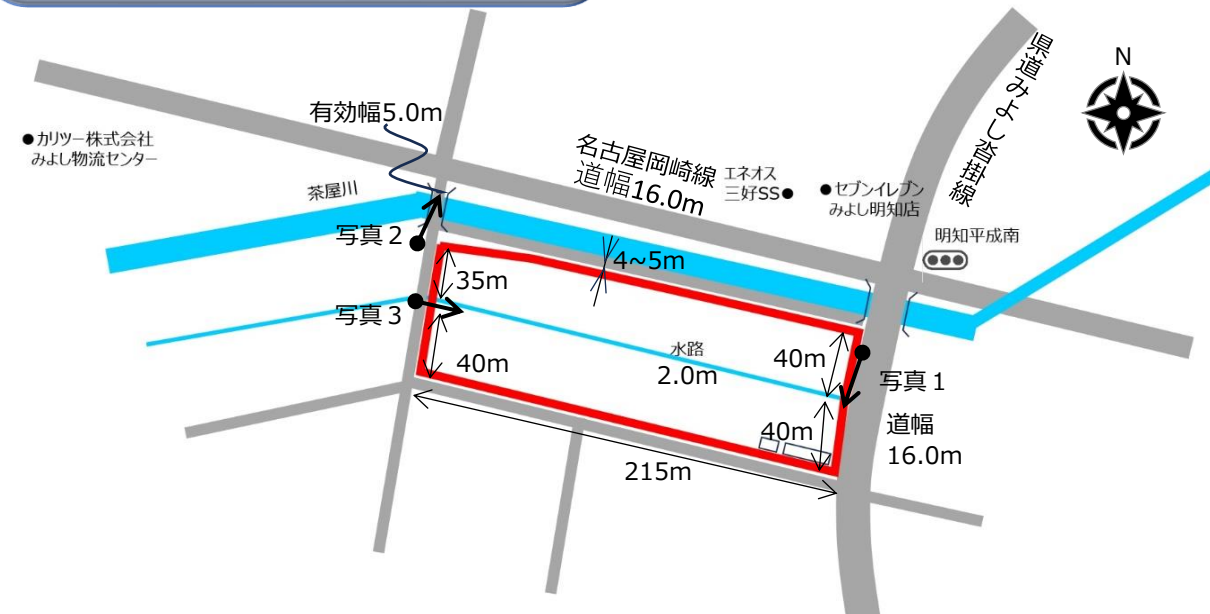 N
県道みよし沓掛線
有効幅5.0m
●カリツー株式会社
みよし物流センター
名古屋岡崎線
道幅16.0m
エネオス
三好SS●
●セブンイレブン
みよし明知店
茶屋川
明知平成南
写真2
4~5m
35m
写真3
水路
2.0m
40m
40m
写真1
40m
道幅
16.0m
215m